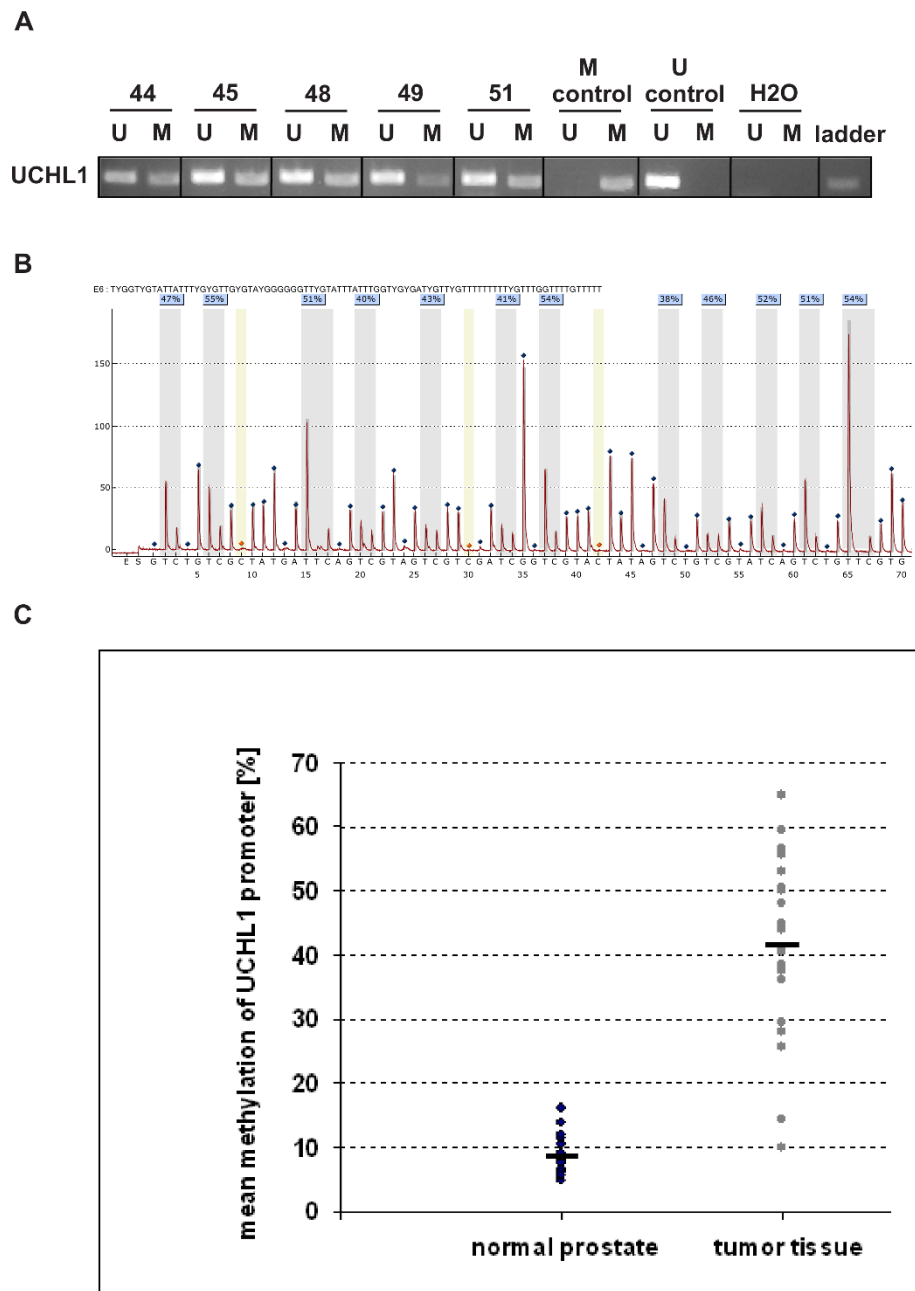 A
44 45 48 49 51 M control U control H2O
U M U M U M U M U M U M U M U M ladder
UCHL1
B
E6 : TYGGTYGTATTATTTYGYGTTGYGTAYGGGGGGTTYGTATTTATTTGGTYGYGATYGTTYGTTTTTTTTTYGTTTGGTTTTGTTTTT
47% 55% 51% 40% 43% 41% 54% 38% 46% 52% 51% 54%
150
100
50
0
E S G T C T G T C G C T A T G A T T C A G T C G T A G T C G T C G A T C G G T C G T A C T A T A G T C T G T C G T A T C A G T C G T T C G T G
5 10 15 20 25 30 35 40 45 50 55 60 65 70
C
mean methylation of UCHL1 promoter [%]
70
60
50
40
30
20
10
0
normal prostate tumor tissue